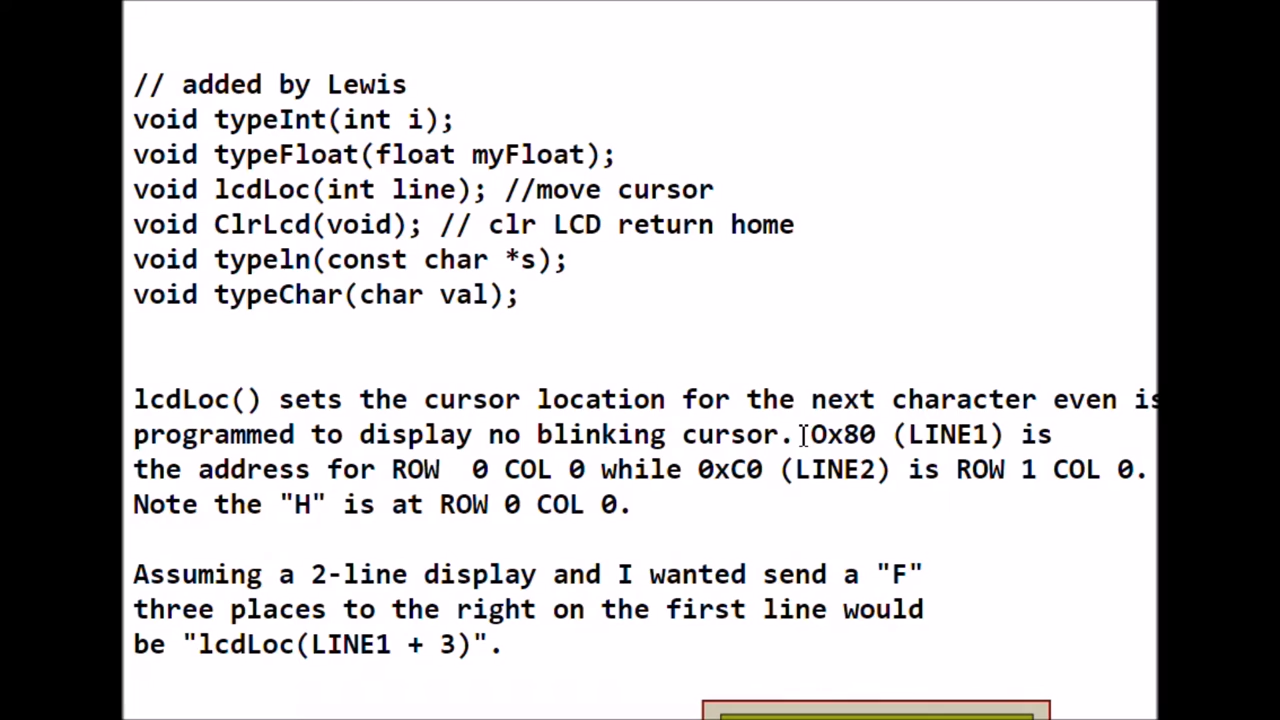 // added by Lewis
void typeInt(int i);
void typeFloat(float myFloat);
void lcdLoc(int line); //move cursor
void ClrLcd(void); // clr LCD return home
void typeln(const char *s);
void typeChar(char val);
lcdLoc() sets the cursor location for the next character even is
programmed to display no blinking cursor. 0x80 (LINE1) is
the address for ROW  0 COL 0 while 0xC0 (LINE2) is ROW 1 COL 0.
Note the "H" is at ROW 0 COL 0.
Assuming a 2-line display and I wanted send a "F"
three places to the right on the first line would
be "lcdLoc(LINE1 + 3)".